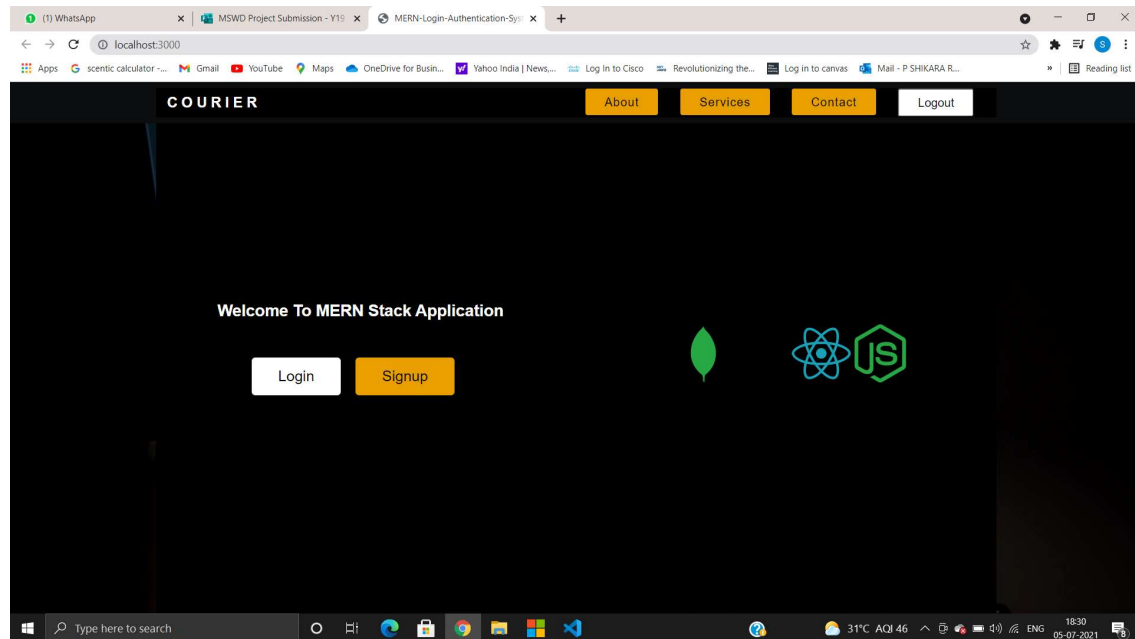 (1) WhatsApp
MSWD Project Submission - Y19
MERN-Login-Authentication-Sys
localhost:3000
Apps
scentic calculator -...
Gmail
YouTube
Maps
OneDrive for Busin...
Yahoo India | News,...
Log In to Cisco
Revolutionizing the...
Log in to canvas
Mail - P SHIKARA R...
»
Reading list
COURIER
About
Services
Contact
Logout
Welcome To MERN Stack Application
Login
Signup
JS
Type here to search
31°C AQI 46
ENG
18:30
05-07-2021
8